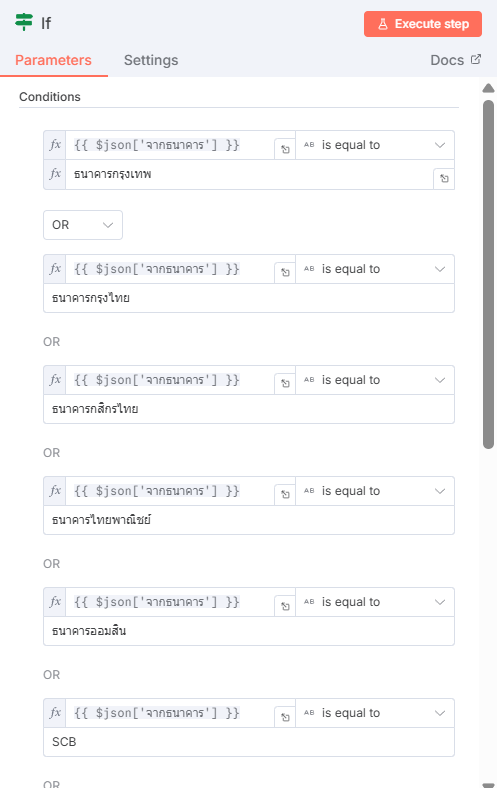 If
Execute step
Parameters
Settings
Docs
Conditions
fx {{ $json['จากธนาคาร'] }} AB is equal to
fx ธนาคารกรุงเทพ
OR
fx {{ $json['จากธนาคาร'] }} AB is equal to
ธนาคารกรุงไทย
OR
fx {{ $json['จากธนาคาร'] }} AB is equal to
ธนาคารกสิกรไทย
OR
fx {{ $json['จากธนาคาร'] }} AB is equal to
ธนาคารไทยพาณิชย์
OR
fx {{ $json['จากธนาคาร'] }} AB is equal to
ธนาคารออมสิน
OR
fx {{ $json['จากธนาคาร'] }} AB is equal to
SCB
OR